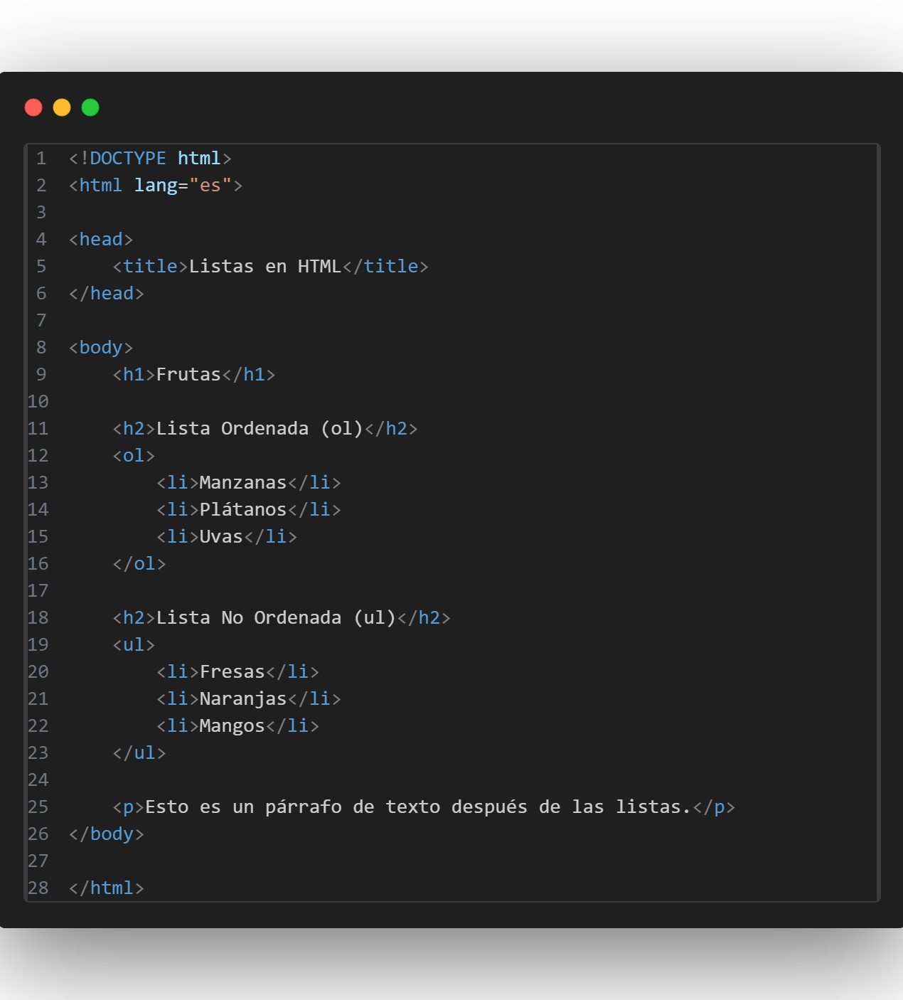 1 <!DOCTYPE html>
2 <html lang="es">
3
4 <head>
5     <title>Listas en HTML</title>
6 </head>
7
8 <body>
9     <h1>Frutas</h1>
10
11     <h2>Lista Ordenada (ol)</h2>
12     <ol>
13         <li>Manzanas</li>
14         <li>Plátanos</li>
15         <li>Uvas</li>
16     </ol>
17
18     <h2>Lista No Ordenada (ul)</h2>
19     <ul>
20         <li>Fresas</li>
21         <li>Naranjas</li>
22         <li>Mangos</li>
23     </ul>
24
25     <p>Esto es un párrafo de texto después de las listas.</p>
26 </body>
27
28 </html>